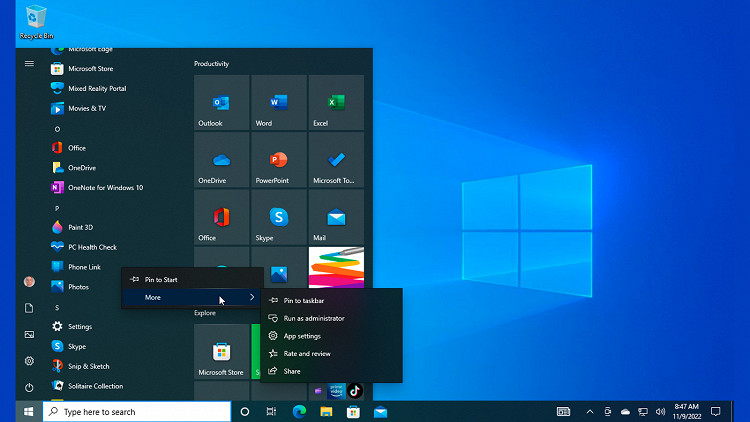 Recycle Bin
Microsoft Edge
Microsoft Store
Mixed Reality Portal
Movies & TV
O
Office
OneDrive
OneNote for Windows 10
P
Paint 3D
PC Health Check
Phone Link
Photos
S
Settings
Skype
Snip & Sketch
Solitaire Collection
Productivity
Outlook
Word
Excel
OneDrive
PowerPoint
Microsoft To...
Office
Skype
Mail
Explore
Microsoft Store
Pin to Start
More
Pin to taskbar
Run as administrator
App settings
Rate and review
Share
prime video
Type here to search
8:47 AM
11/9/2022